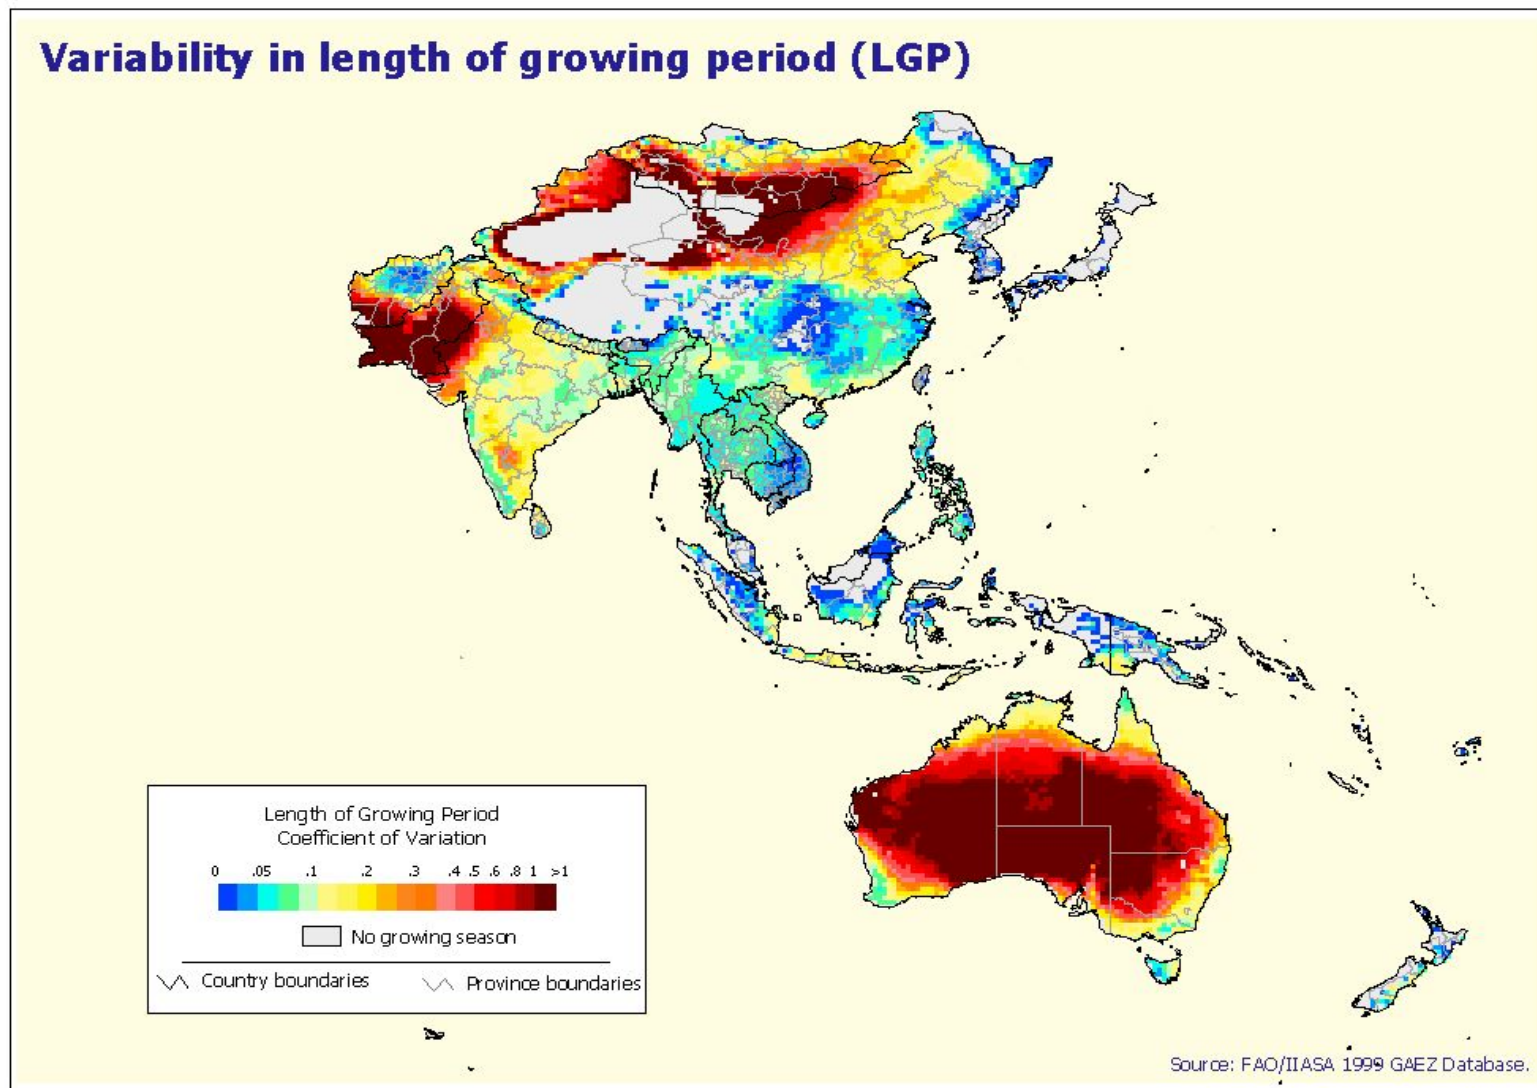 Variability in length of growing period (LGP)
Length of Growing Period
Coefficient of Variation
0 .05 .1 .2 .3 .4 .5 .6 .8 1 >1
No growing season
Country boundaries Province boundaries
Source: FAO/IIASA 1999 GAEZ Database.